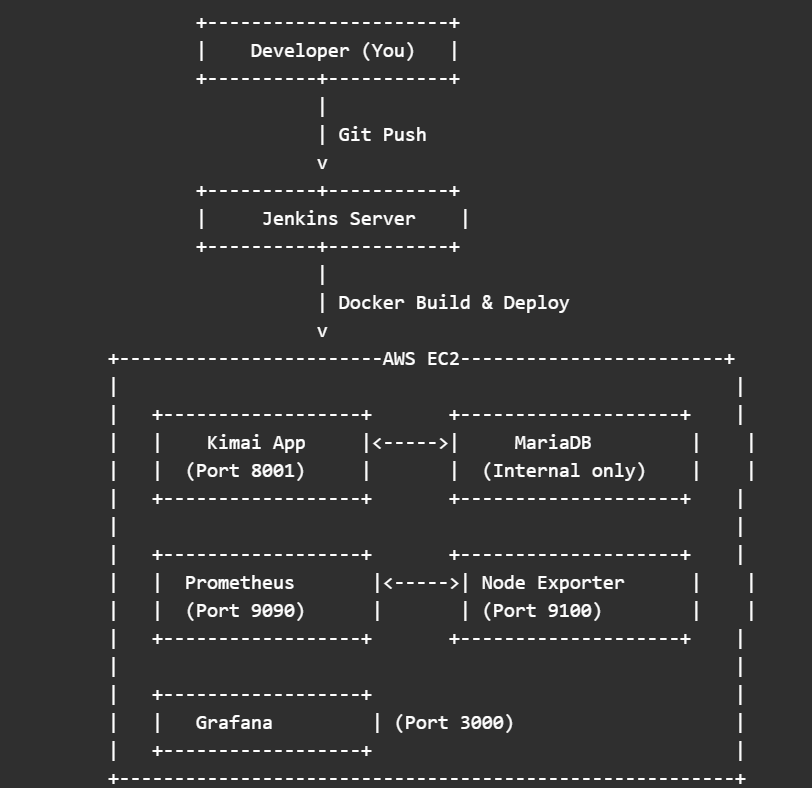 +----------------------+
|    Developer (You)   |
+----------+-----------+
|
| Git Push
v
+----------+-----------+
|     Jenkins Server    |
+----------+-----------+
|
| Docker Build & Deploy
v
+------------------------AWS EC2------------------------+
|                                                        |
|   +------------------+       +--------------------+    |
|   |    Kimai App     |<----->|     MariaDB         |    |
|   |  (Port 8001)     |       |  (Internal only)    |    |
|   +------------------+       +--------------------+    |
|                                                        |
|   +------------------+       +--------------------+    |
|   |  Prometheus       |<----->| Node Exporter      |    |
|   |  (Port 9090)      |       | (Port 9100)        |    |
|   +------------------+       +--------------------+    |
|                                                        |
|   +------------------+                                 |
|   |   Grafana         | (Port 3000)                    |
|   +------------------+                                 |
+--------------------------------------------------------+